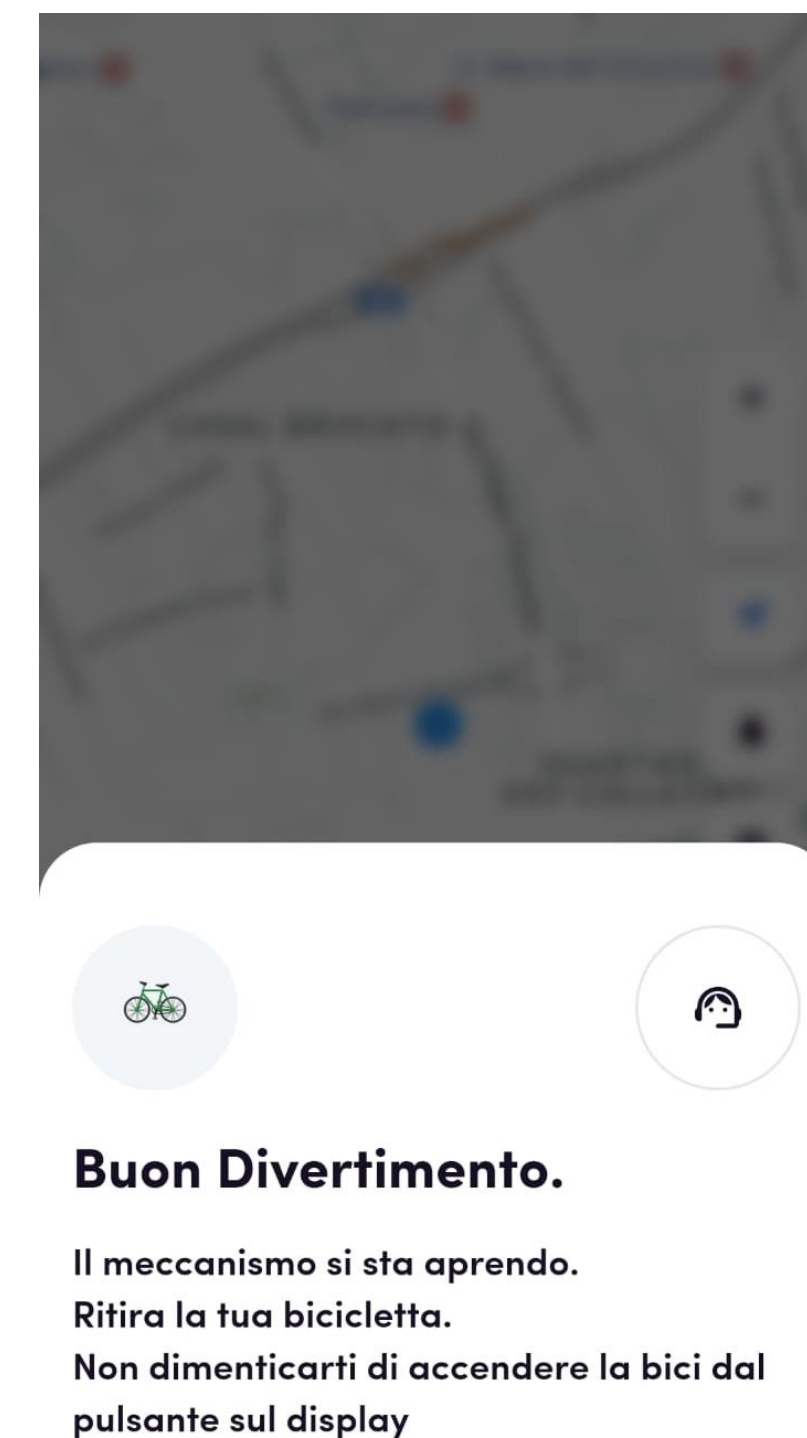 Buon Divertimento.
Il meccanismo si sta aprendo.
Ritira la tua bicicletta.
Non dimenticarti di accendere la bici dal
pulsante sul display